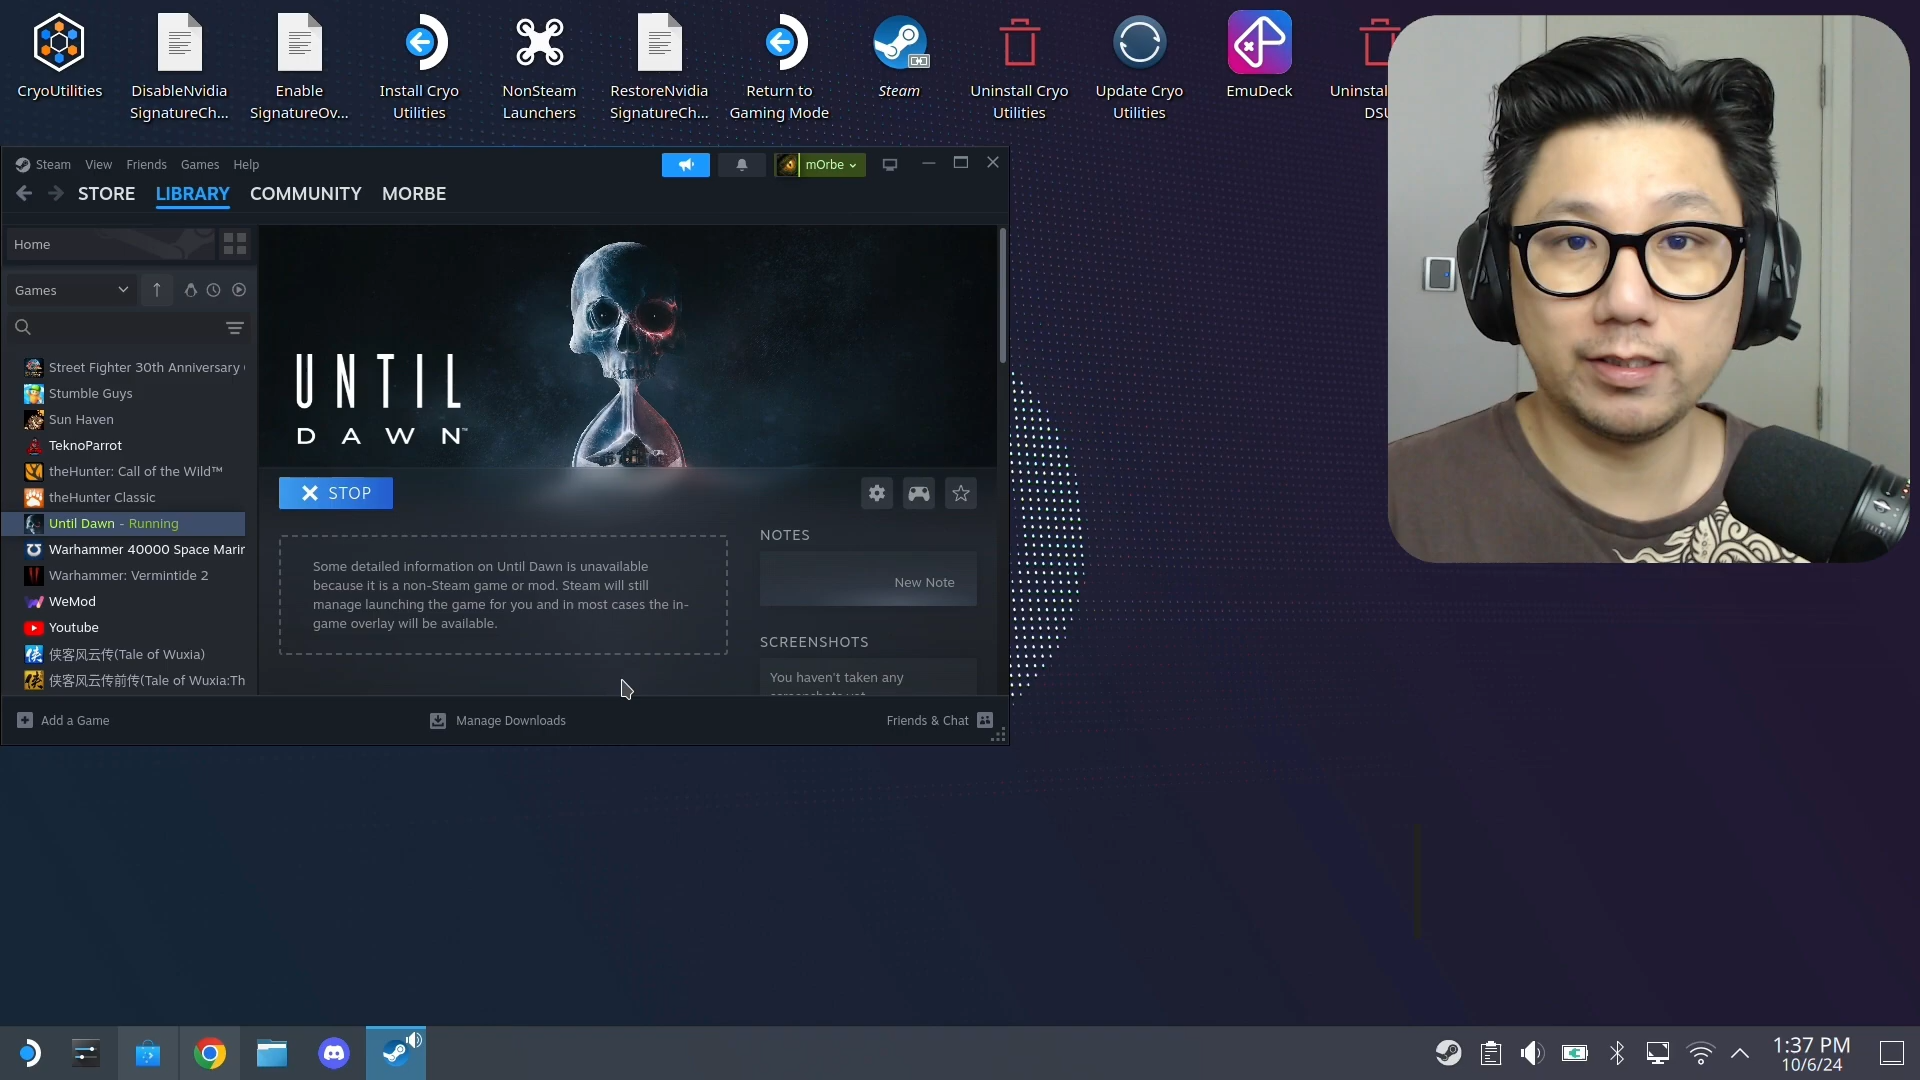 CryoUtilities
DisableNvidia
SignatureCh...
Enable
SignatureOv...
Install Cryo
Utilities
NonSteam
Launchers
RestoreNvidia
SignatureCh...
Return to
Gaming Mode
Steam
Uninstall Cryo
Utilities
Update Cryo
Utilities
EmuDeck
Steam View Friends Games Help
mOrbe
STORE LIBRARY COMMUNITY MORBE
Home
Games
Street Fighter 30th Anniversary
Stumble Guys
Sun Haven
TeknoParrot
theHunter: Call of the Wild™
theHunter Classic
Until Dawn - Running
Warhammer 40000 Space Marin
Warhammer: Vermintide 2
WeMod
Youtube
侠客风云传(Tale of Wuxia)
侠客风云传前传(Tale of Wuxia:Th
UNTIL
DAWN™
STOP
Some detailed information on Until Dawn is unavailable
because it is a non-Steam game or mod. Steam will still
manage launching the game for you and in most cases the in-
game overlay will be available.
NOTES
New Note
SCREENSHOTS
You haven't taken any
screenshots yet
Add a Game
Manage Downloads
Friends & Chat
1:37 PM
10/6/24